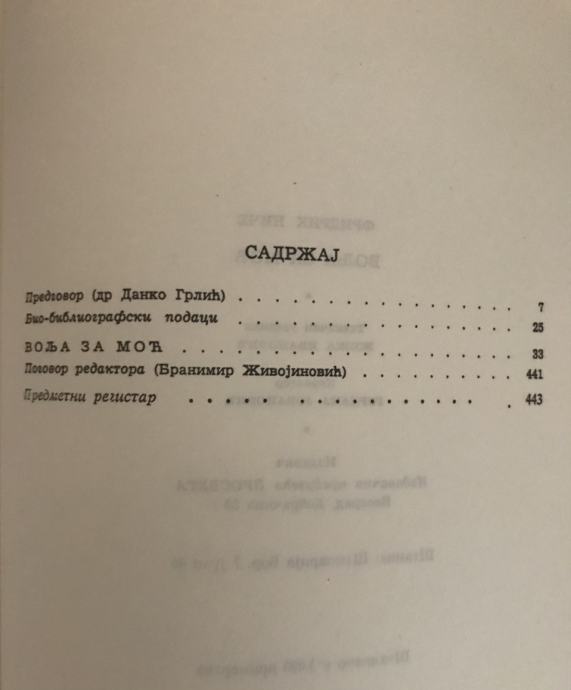 САДРЖАЈ
Предговор (др Данко Грлић) . . . . . . . . . . . . . . . . 7
Био-библиографски подаци . . . . . . . . . . . . . . . . 25
ВОЉА ЗА МОЋ . . . . . . . . . . . . . . . . . . 33
Поговор редактора (Бранимир Живојиновић) . . . . . . . . . . 441
Предметни регистар . . . . . . . . . . . . . . . . . 443